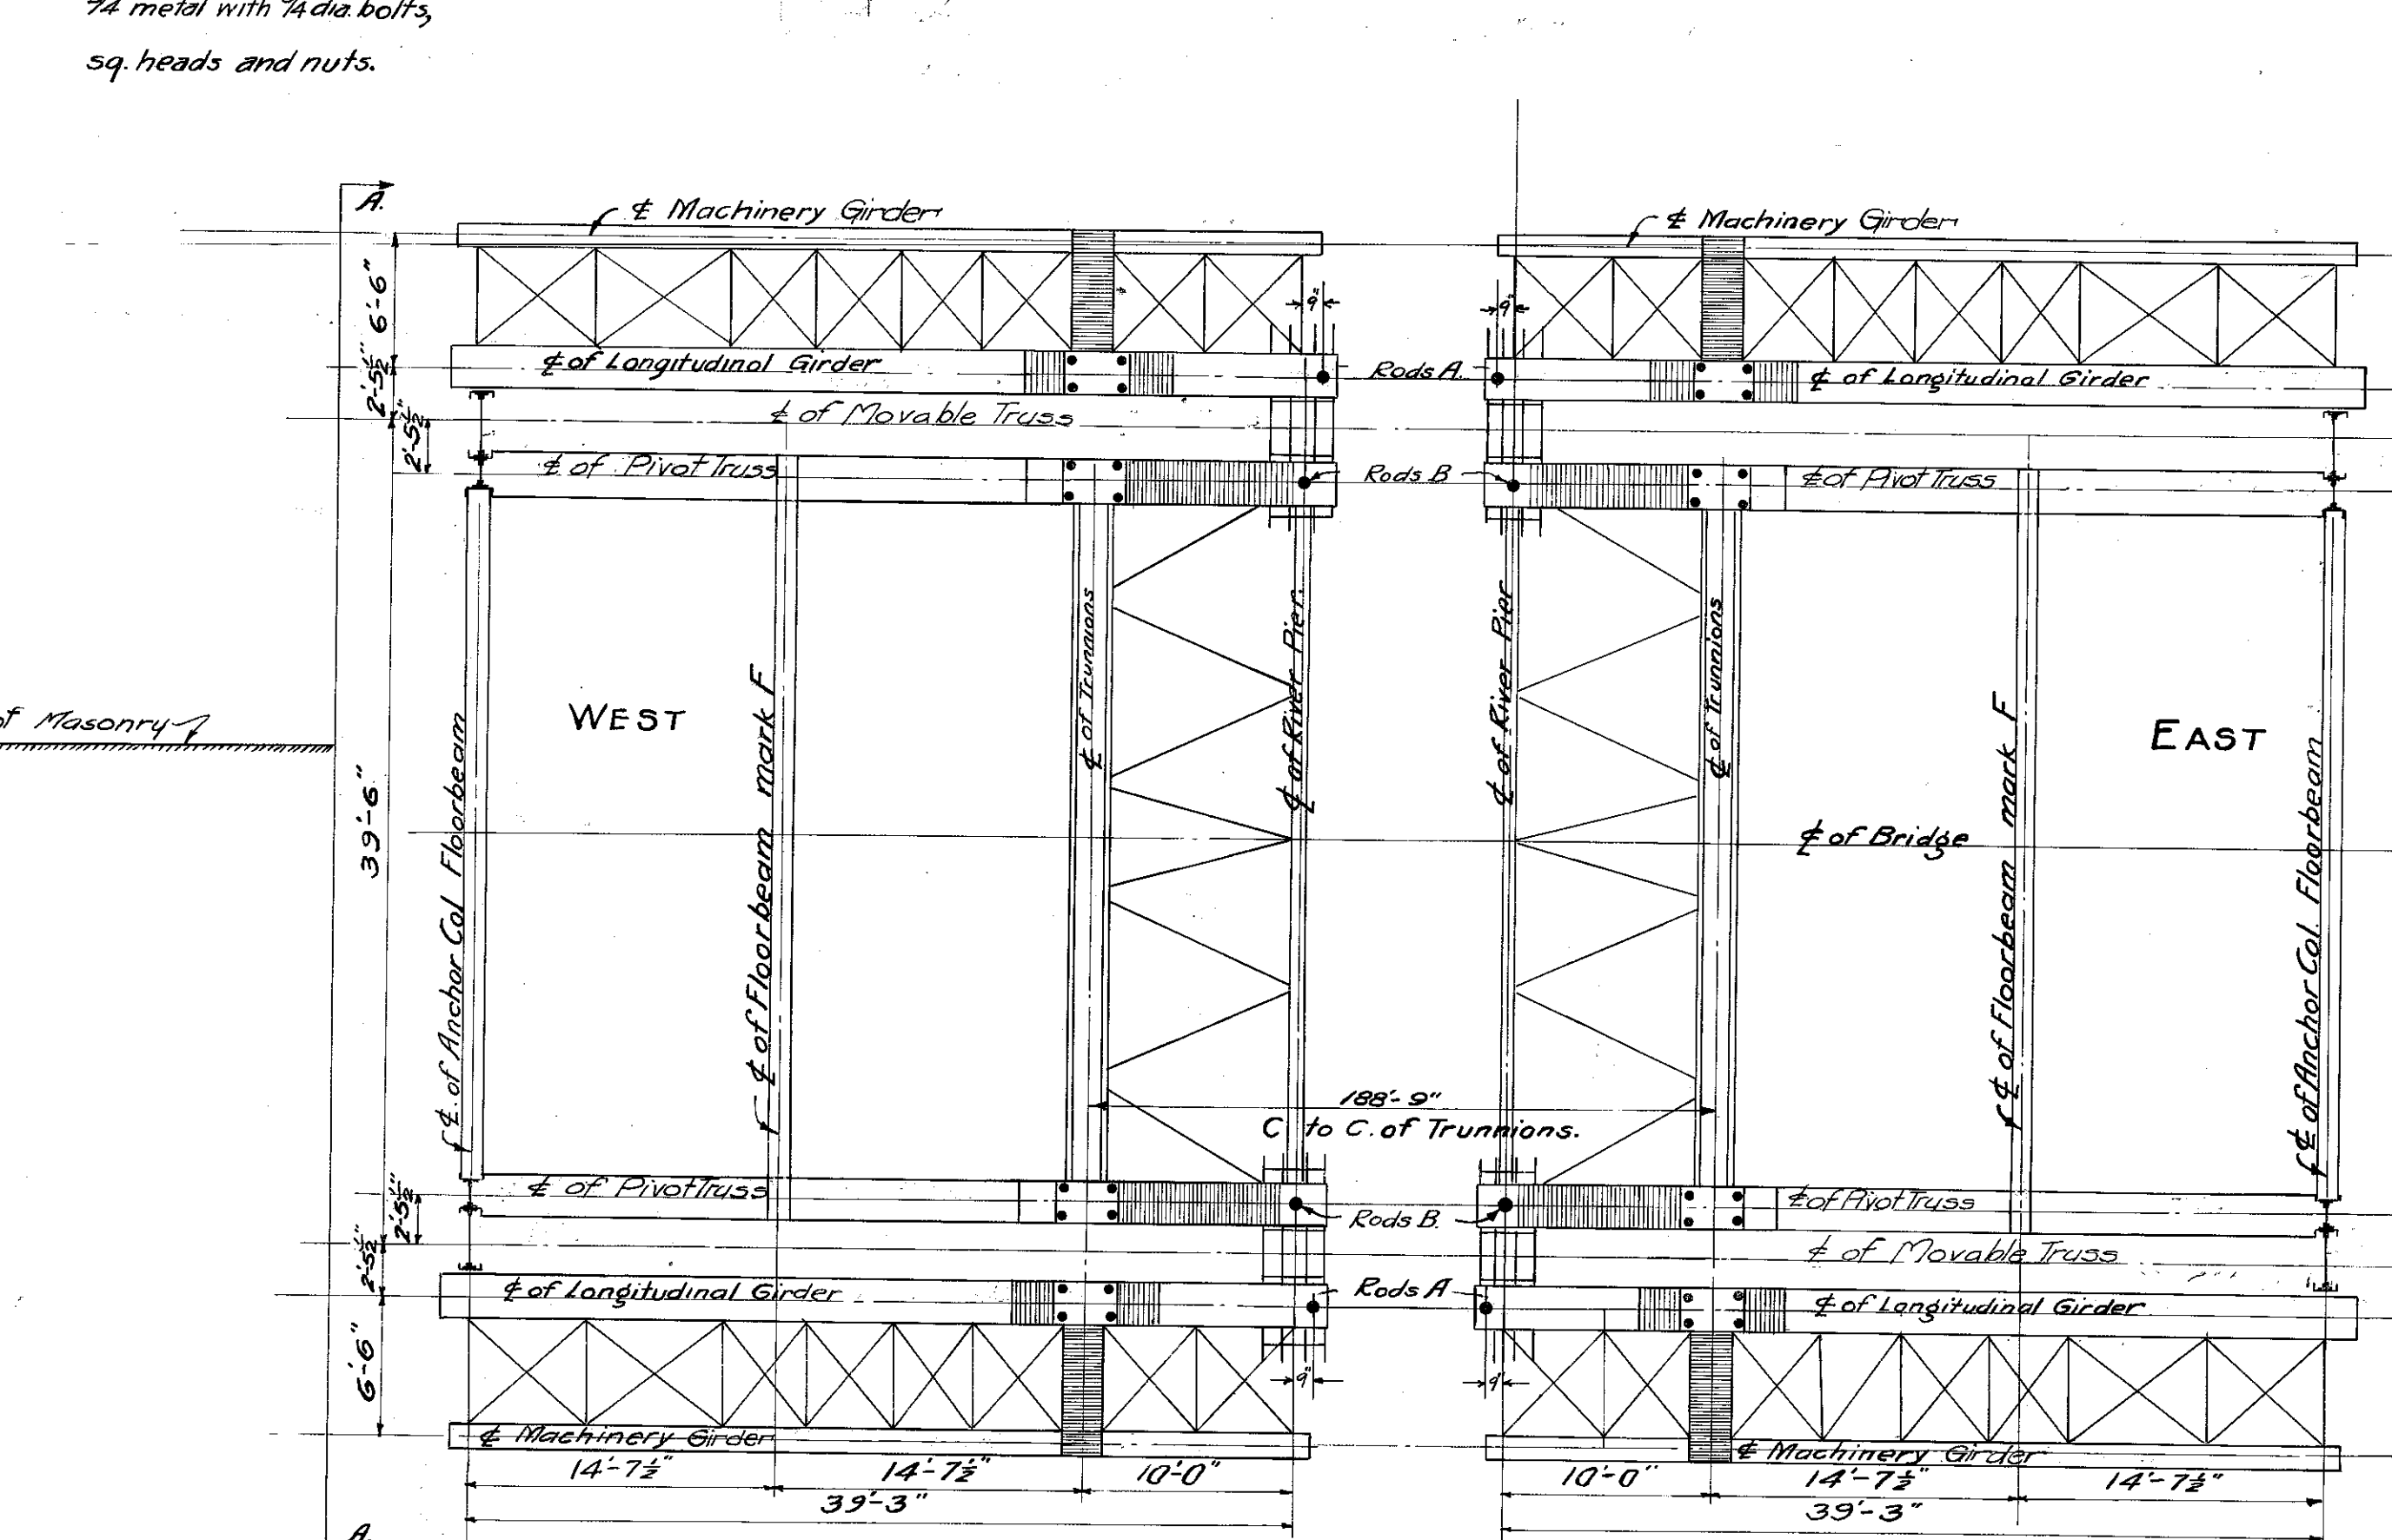 3/4 metal with 3/4 dia. bolts,
sq. heads and nuts.
A.
℄ Machinery Girder
℄ Machinery Girder
6'-6"
9"
9"
℄ of Longitudinal Girder
Rods A.
℄ of Longitudinal Girder
2'-5½"
℄ of Movable Truss
2'-5½"
℄ of Pivot Truss
Rods B
℄ of Pivot Truss
of Masonry
WEST
EAST
39'-6"
℄ of Anchor Col. Floorbeam
℄ of Floorbeam mark F
℄ of Trunnions
℄ of River Pier.
℄ of River Pier
℄ of Trunnions
℄ of Bridge
℄ of Floorbeam mark F
℄ of Anchor Col. Floorbeam
188'-9"
C. to C. of Trunnions.
℄ of Pivot Truss
℄ of Pivot Truss
2'-5½"
Rods B.
2'-5½"
℄ of Movable Truss
℄ of Longitudinal Girder
Rods A
℄ of Longitudinal Girder
6'-6"
9"
9"
℄ Machinery Girder
℄ Machinery Girder
14'-7½" 14'-7½" 10'-0"
10'-0" 14'-7½" 14'-7½"
39'-3"
39'-3"
A.